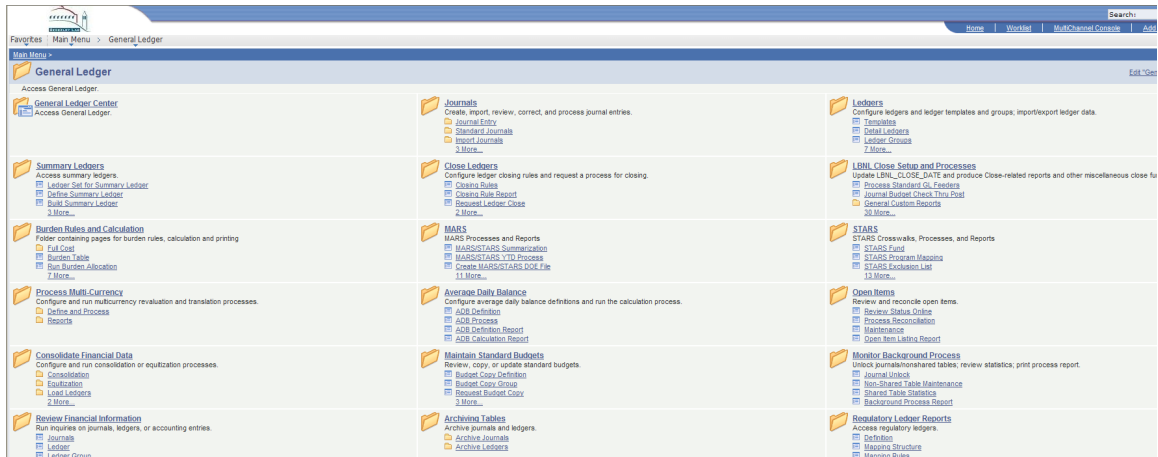 BERKELEY LAB
Search:
Home Worklist MultiChannel Console Add
Favorites Main Menu > General Ledger
Main Menu >
General Ledger
Edit "Gen
Access General Ledger.
General Ledger Center
Access General Ledger.
Journals
Create, import, review, correct, and process journal entries.
Journal Entry
Standard Journals
Import Journals
3 More...
Ledgers
Configure ledgers and ledger templates and groups; import/export ledger data.
Templates
Detail Ledgers
Ledger Groups
7 More...
Summary Ledgers
Access summary ledgers.
Ledger Set for Summary Ledger
Define Summary Ledger
Build Summary Ledger
3 More...
Close Ledgers
Configure ledger closing rules and request a process for closing.
Closing Rules
Closing Rule Report
Request Ledger Close
2 More...
LBNL Close Setup and Processes
Update LBNL_CLOSE_DATE and produce Close-related reports and other miscellaneous close fu
Process Standard GL Feeders
Journal Budget Check Thru Post
General Custom Reports
30 More...
Burden Rules and Calculation
Folder containing pages for burden rules, calculation and printing
Full Cost
Burden Table
Run Burden Allocation
7 More...
MARS
MARS Processes and Reports
MARS/STARS Summarization
MARS/STARS YTD Process
Create MARS/STARS DOE File
11 More...
STARS
STARS Crosswalks, Processes, and Reports
STARS Fund
STARS Program Mapping
STARS Exclusion List
13 More...
Process Multi-Currency
Configure and run multicurrency revaluation and translation processes.
Define and Process
Reports
Average Daily Balance
Configure average daily balance definitions and run the calculation process.
ADB Definition
ADB Process
ADB Definition Report
ADB Calculation Report
Open Items
Review and reconcile open items.
Review Status Online
Process Reconciliation
Maintenance
Open Item Listing Report
Consolidate Financial Data
Configure and run consolidation or equitization processes.
Consolidation
Equitization
Load Ledgers
2 More...
Maintain Standard Budgets
Review, copy, or update standard budgets.
Budget Copy Definition
Budget Copy Group
Request Budget Copy
3 More...
Monitor Background Process
Unlock journals/nonshared tables; review statistics; print process report.
Journal Unlock
Non-Shared Table Maintenance
Shared Table Statistics
Background Process Report
Review Financial Information
Run inquiries on journals, ledgers, or accounting entries.
Journals
Ledger
Ledger Group
Archiving Tables
Archive journals and ledgers.
Archive Journals
Archive Ledgers
Regulatory Ledger Reports
Access regulatory ledgers.
Definition
Mapping Structure
Mapping Rules